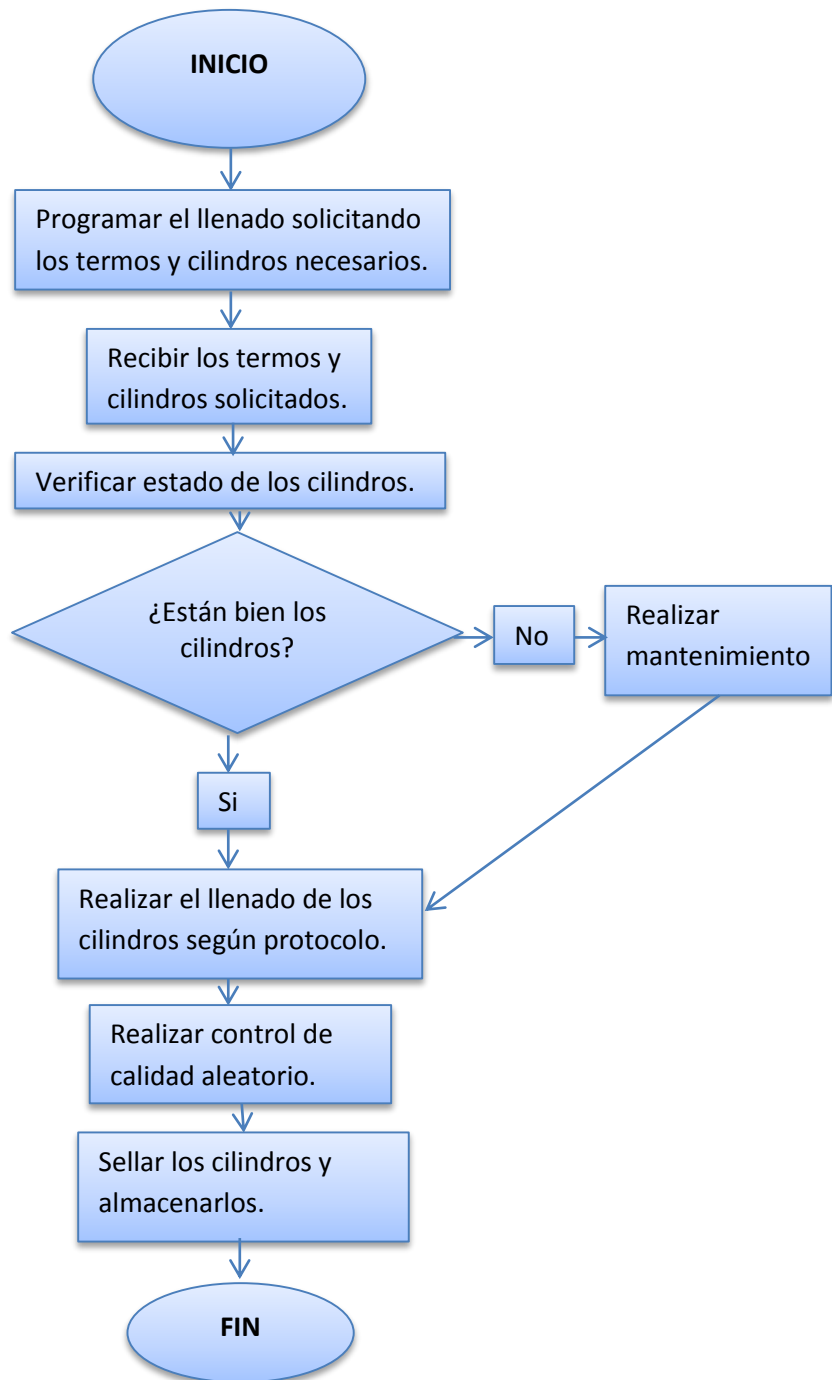 INICIO
Programar el llenado solicitando
los termos y cilindros necesarios.
Recibir los termos y
cilindros solicitados.
Verificar estado de los cilindros.
¿Están bien los
cilindros?
No
Realizar
mantenimiento
Si
Realizar el llenado de los
cilindros según protocolo.
Realizar control de
calidad aleatorio.
Sellar los cilindros y
almacenarlos.
FIN